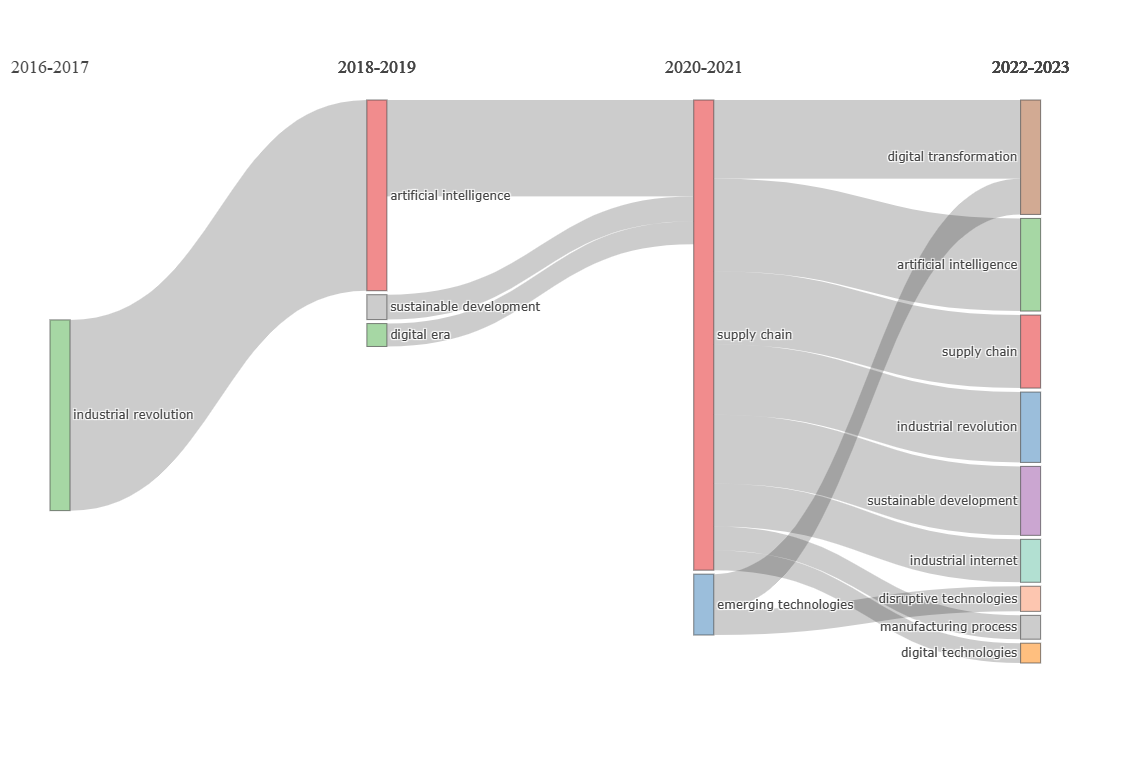 2016-2017
2018-2019
2020-2021
2022-2023
industrial revolution
artificial intelligence
sustainable development
digital era
supply chain
emerging technologies
digital transformation
artificial intelligence
supply chain
industrial revolution
sustainable development
industrial internet
disruptive technologies
manufacturing process
digital technologies